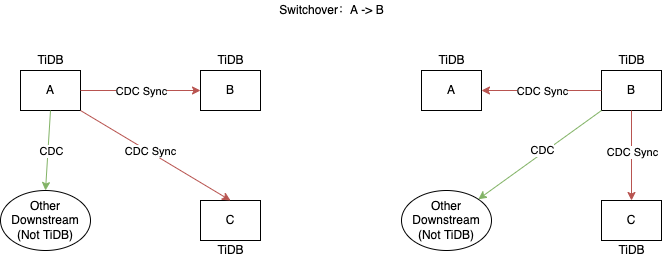 Switchover: A -> B
TiDB
TiDB
A
CDC Sync
B
CDC
CDC Sync
Other
Downstream
(Not TiDB)
C
TiDB
TiDB
TiDB
A
CDC Sync
B
CDC
CDC Sync
Other
Downstream
(Not TiDB)
C
TiDB